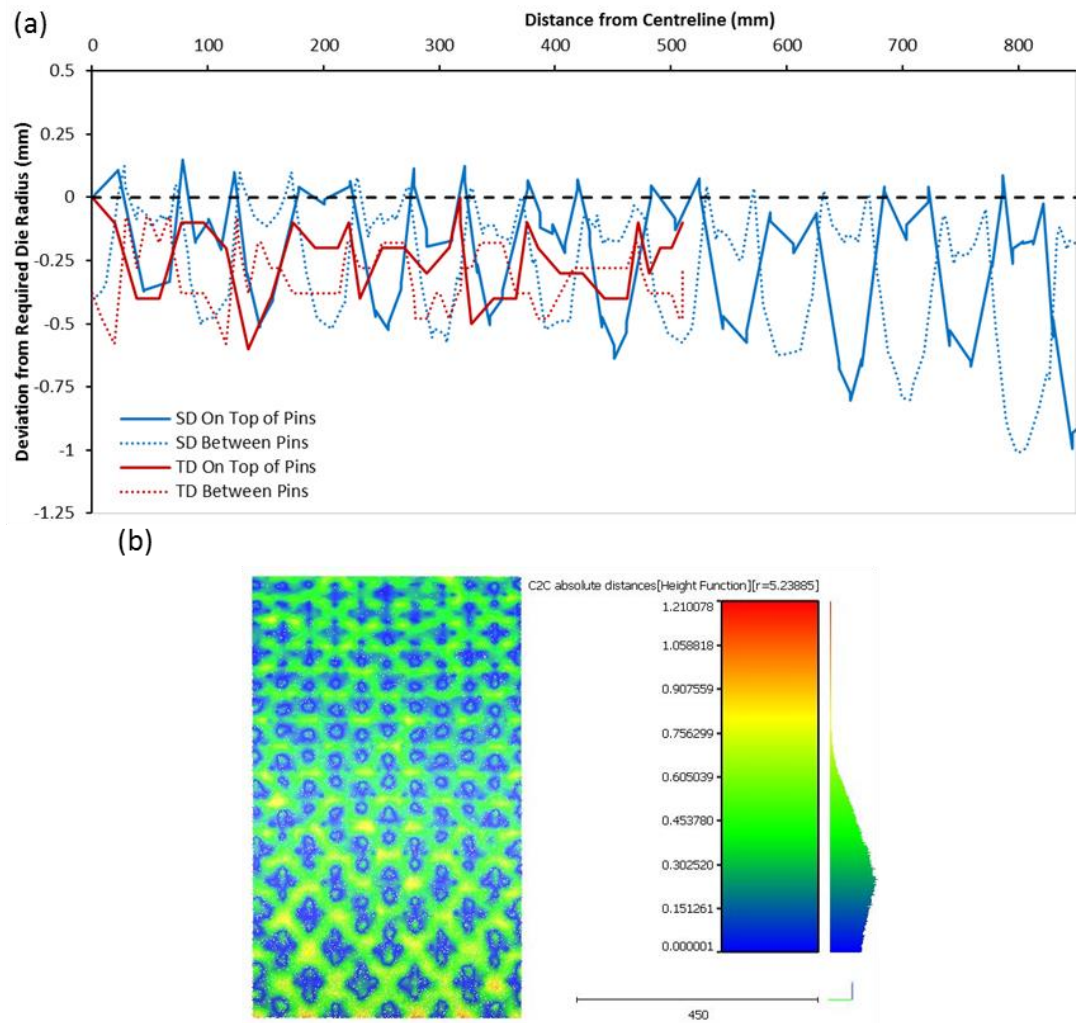 (a)
Distance from Centreline (mm)
0 100 200 300 400 500 600 700 800
Deviation from Required Die Radius (mm)
0.5
0.25
0
-0.25
-0.5
-0.75
-1
-1.25
SD On Top of Pins
SD Between Pins
TD On Top of Pins
TD Between Pins
(b)
C2C absolute distances[Height Function][r=5.23885]
1.210078
1.058818
0.907559
0.756299
0.605039
0.453780
0.302520
0.151261
0.000001
450